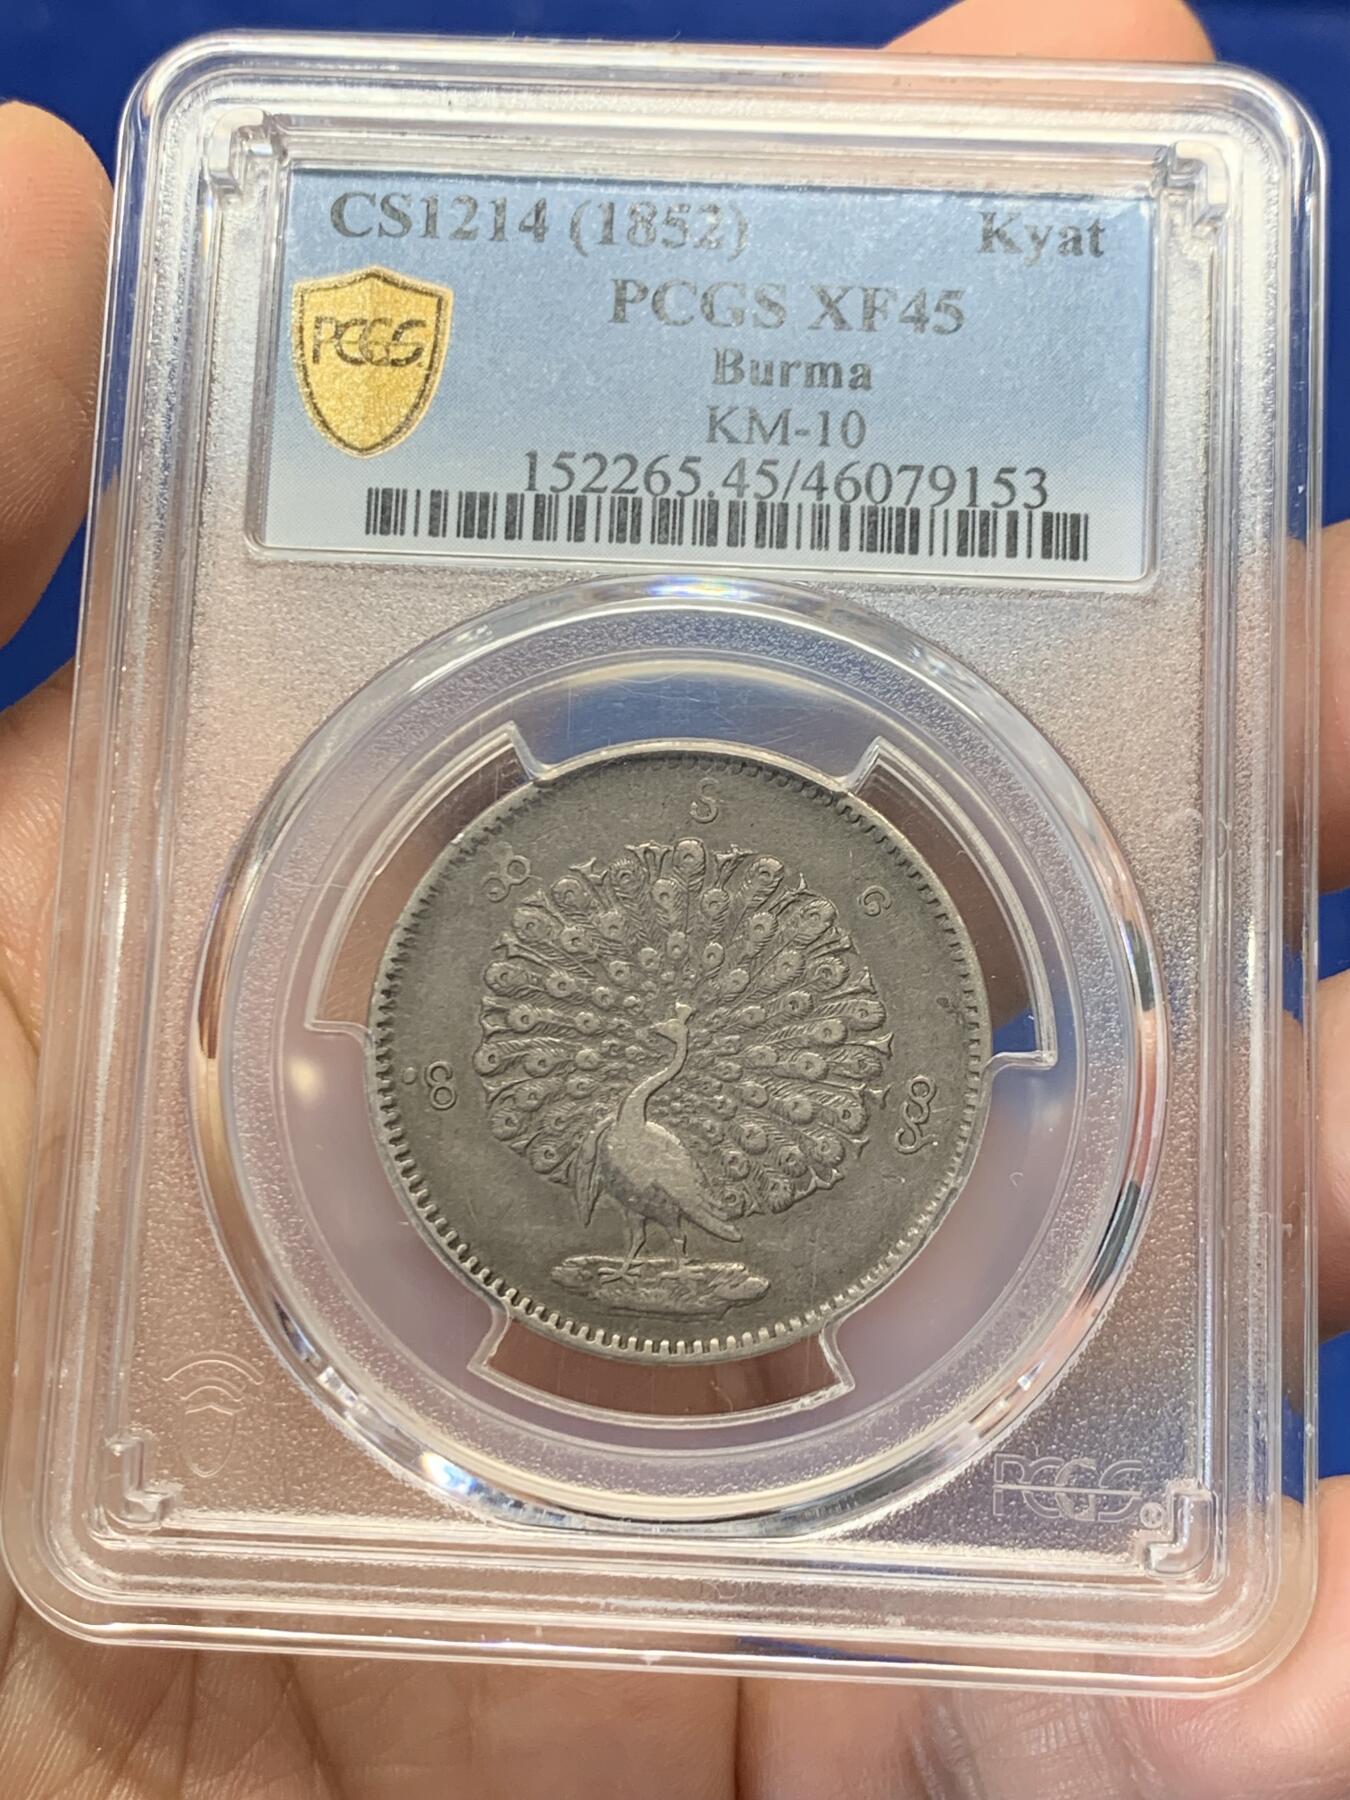 CS1214 (1852) Kyat
PCGS XF45
PCGS
Burma
KM-10
152265.45/46079153
PCGS